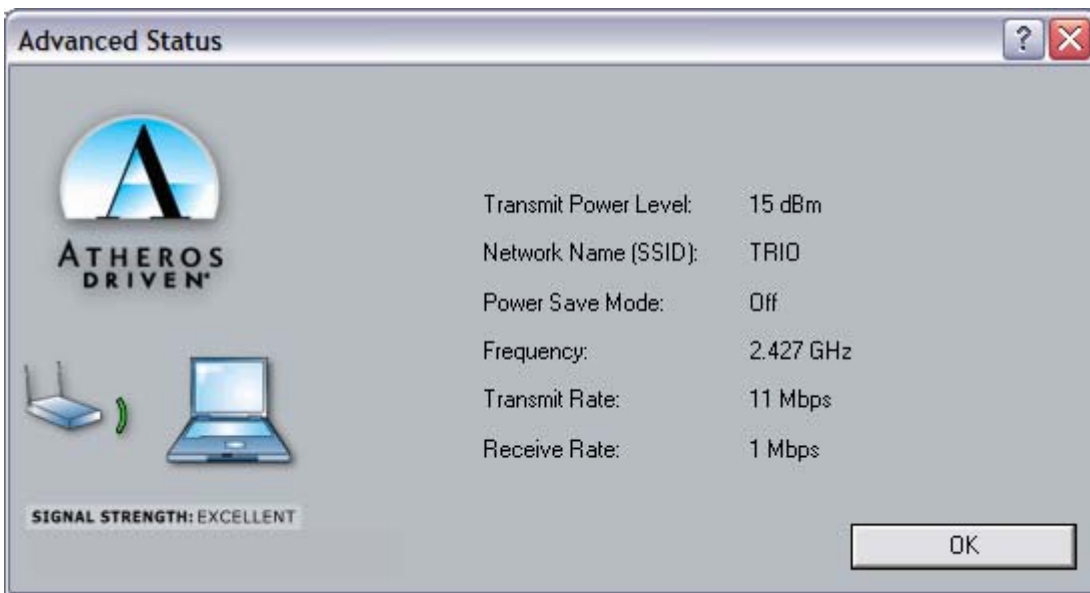 Advanced Status
ATHEROS
DRIVEN®
Transmit Power Level: 15 dBm
Network Name (SSID): TRIO
Power Save Mode: Off
Frequency: 2.427 GHz
Transmit Rate: 11 Mbps
Receive Rate: 1 Mbps
SIGNAL STRENGTH: EXCELLENT
OK